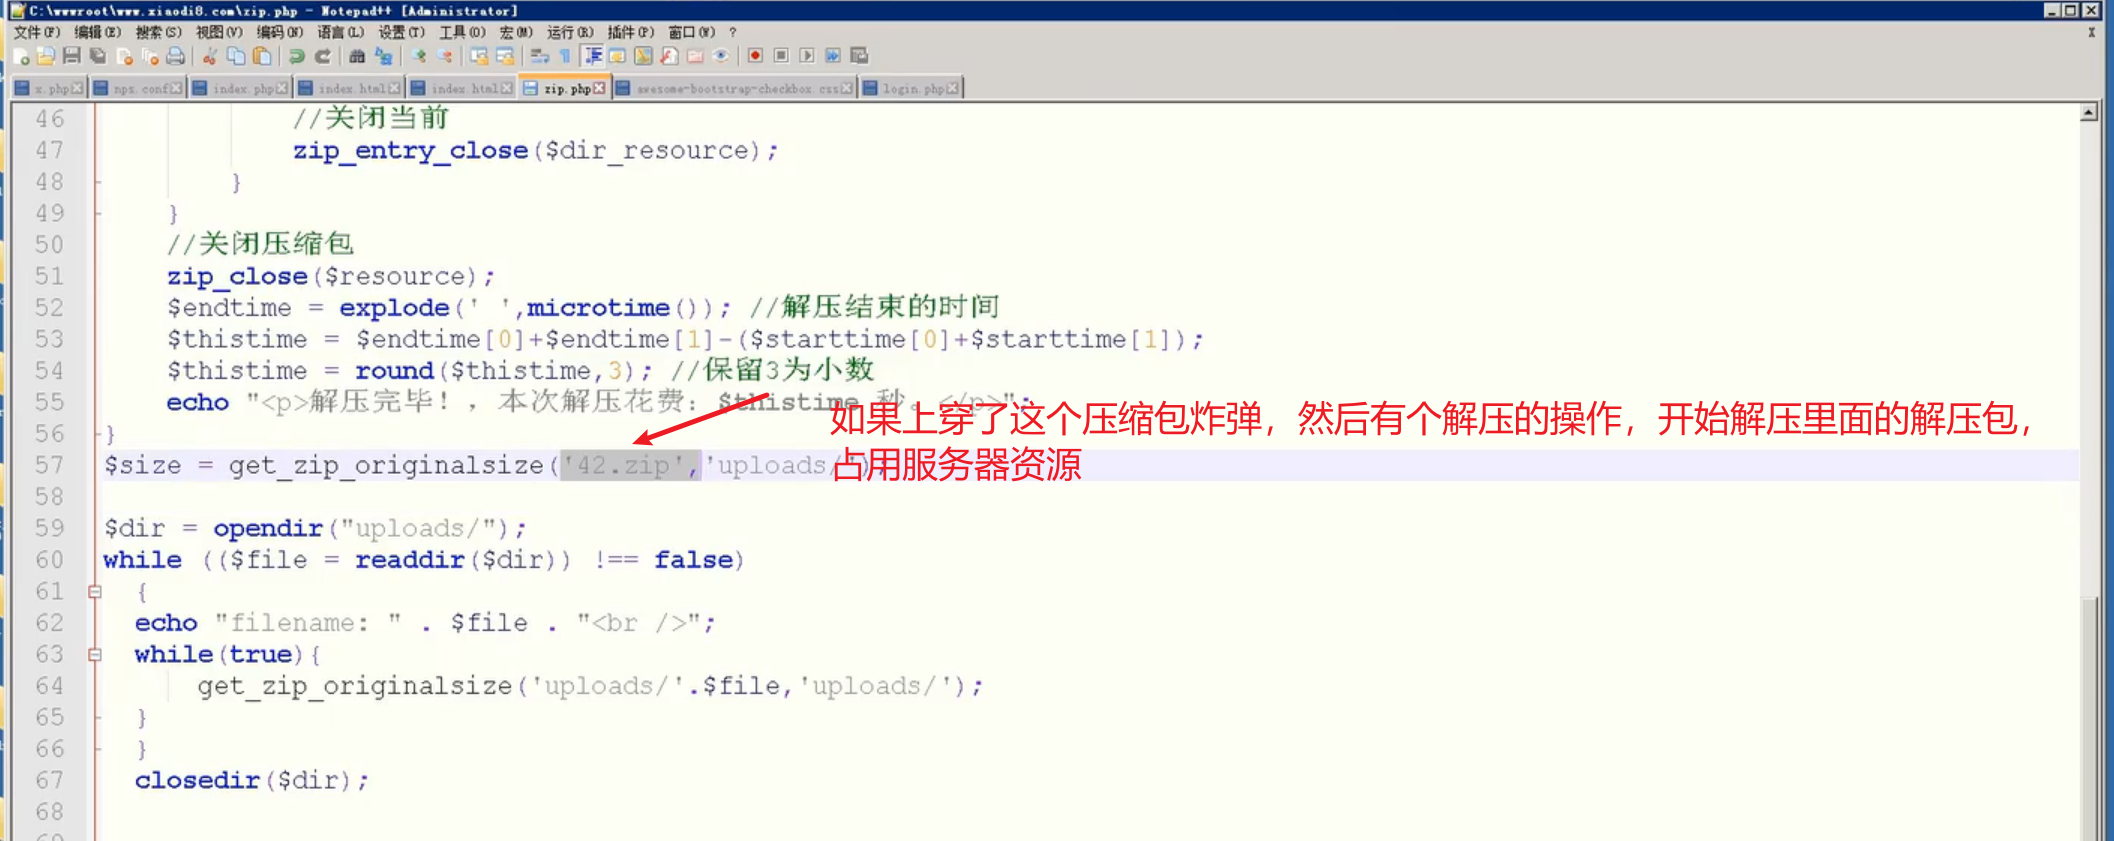 C:\wwwroot\www.xiaodi8.com\zip.php - Notepad++ [Administrator]
文件(F) 编辑(E) 搜索(S) 视图(V) 编码(N) 语言(L) 设置(T) 工具(O) 宏(M) 运行(R) 插件(P) 窗口(W) ?
x.php nps.conf index.php index.html index.html zip.php awesome-bootstrap-checkbox.css login.php
46 //关闭当前
47 zip_entry_close($dir_resource);
48 }
49 }
50 //关闭压缩包
51 zip_close($resource);
52 $endtime = explode(' ',microtime()); //解压结束的时间
53 $thistime = $endtime[0]+$endtime[1]-($starttime[0]+$starttime[1]);
54 $thistime = round($thistime,3); //保留3为小数
55 echo "<p>解压完毕！，本次解压花费：$thistime 秒。</p>";
如果上穿了这个压缩包炸弹，然后有个解压的操作，开始解压里面的解压包，
占用服务器资源
56 }
57 $size = get_zip_originalsize('42.zip','uploads/');
58
59 $dir = opendir("uploads/");
60 while (($file = readdir($dir)) !== false)
61 {
62 echo "filename: " . $file . "<br />";
63 while(true){
64 get_zip_originalsize('uploads/'.$file,'uploads/');
65 }
66 }
67 closedir($dir);
68